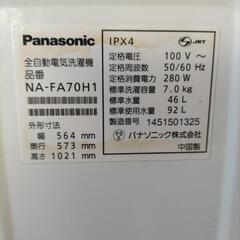 Panasonic
全自動電気洗濯機
品番
NA-FA70H1
外形寸法
幅 564 mm
奥行 573 mm
高さ 1021 mm
IPX4
JET
定格電圧 100 V～
定格周波数 50/60 Hz
定格消費電力 280 W
標準洗濯容量 7.0 kg
標準水量 46 L
標準使用水量 92 L
製造番号 1451501325
パナソニック株式会社
中国製